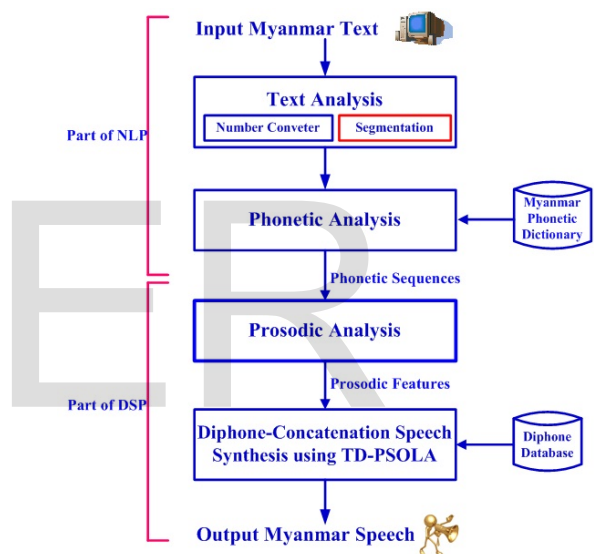 Input Myanmar Text
Text Analysis
Number Conveter
Segmentation
Part of NLP
Phonetic Analysis
Myanmar
Phonetic
Dictionary
Phonetic Sequences
Prosodic Analysis
Prosodic Features
Part of DSP
Diphone-Concatenation Speech
Synthesis using TD-PSOLA
Diphone
Database
Output Myanmar Speech
ER